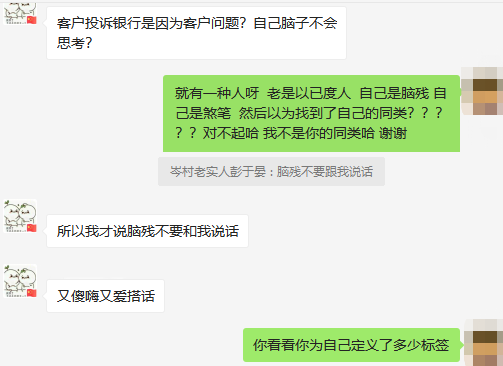 客户投诉银行是因为客户问题？自己脑子不会
思考？
就有一种人呀  老是以已度人  自己是脑残 自
己是煞笔  然后以为找到了自己的同类？？？
？？对不起哈 我不是你的同类哈 谢谢
岑村老实人彭于晏：脑残不要跟我说话
所以我才说脑残不要和我说话
又傻嗨又爱搭话
你看看你为自己定义了多少标签